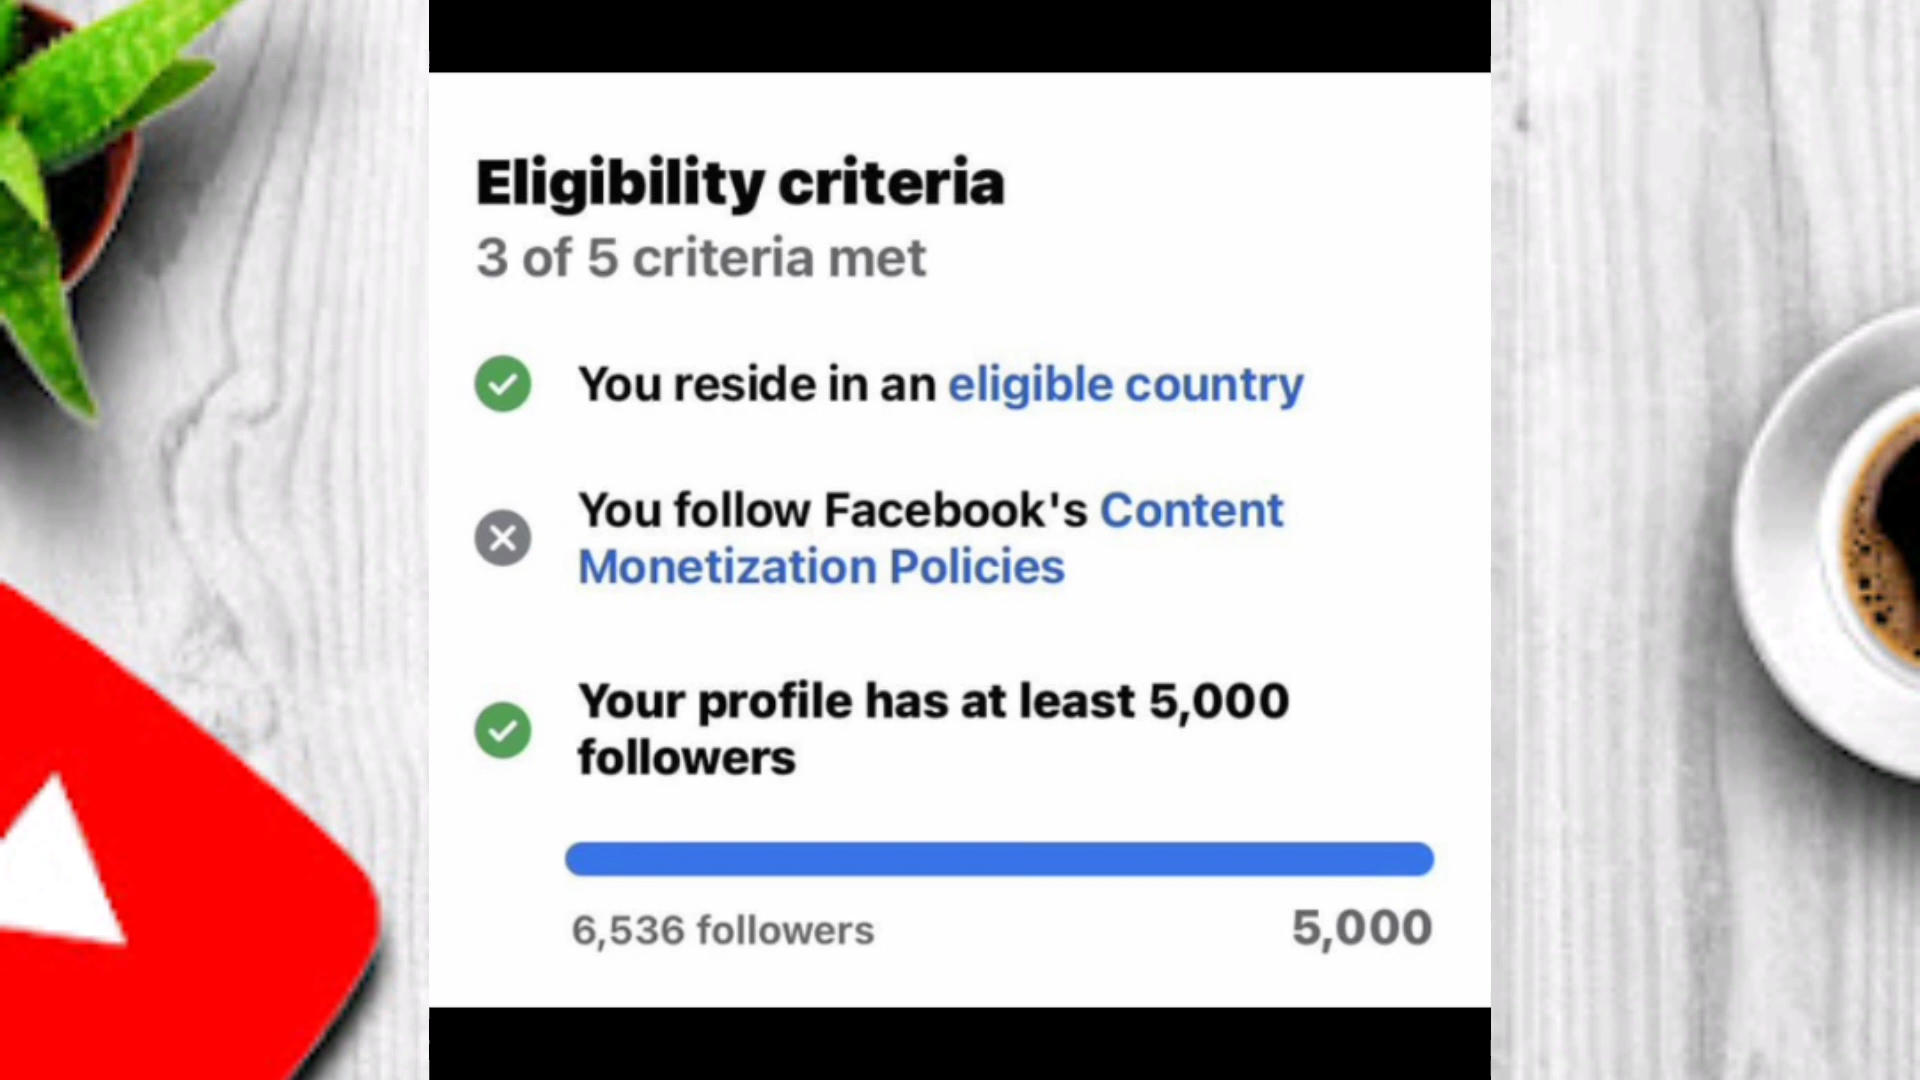 Eligibility criteria
3 of 5 criteria met
You reside in an eligible country
You follow Facebook's Content
Monetization Policies
Your profile has at least 5,000
followers
6,536 followers
5,000